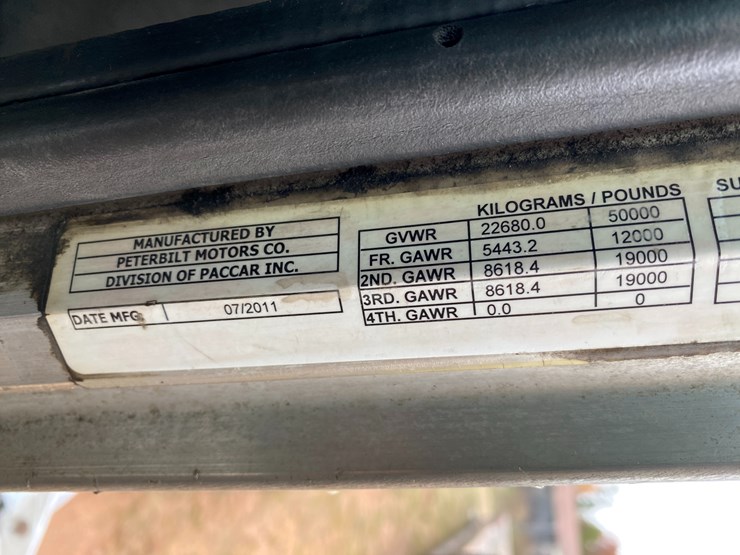 MANUFACTURED BY
PETERBILT MOTORS CO.
DIVISION OF PACCAR INC.
DATE MFG. 07/2011
KILOGRAMS / POUNDS
GVWR 22680.0 50000
FR. GAWR 5443.2 12000
2ND. GAWR 8618.4 19000
3RD. GAWR 8618.4 19000
4TH. GAWR 0.0 0
SU